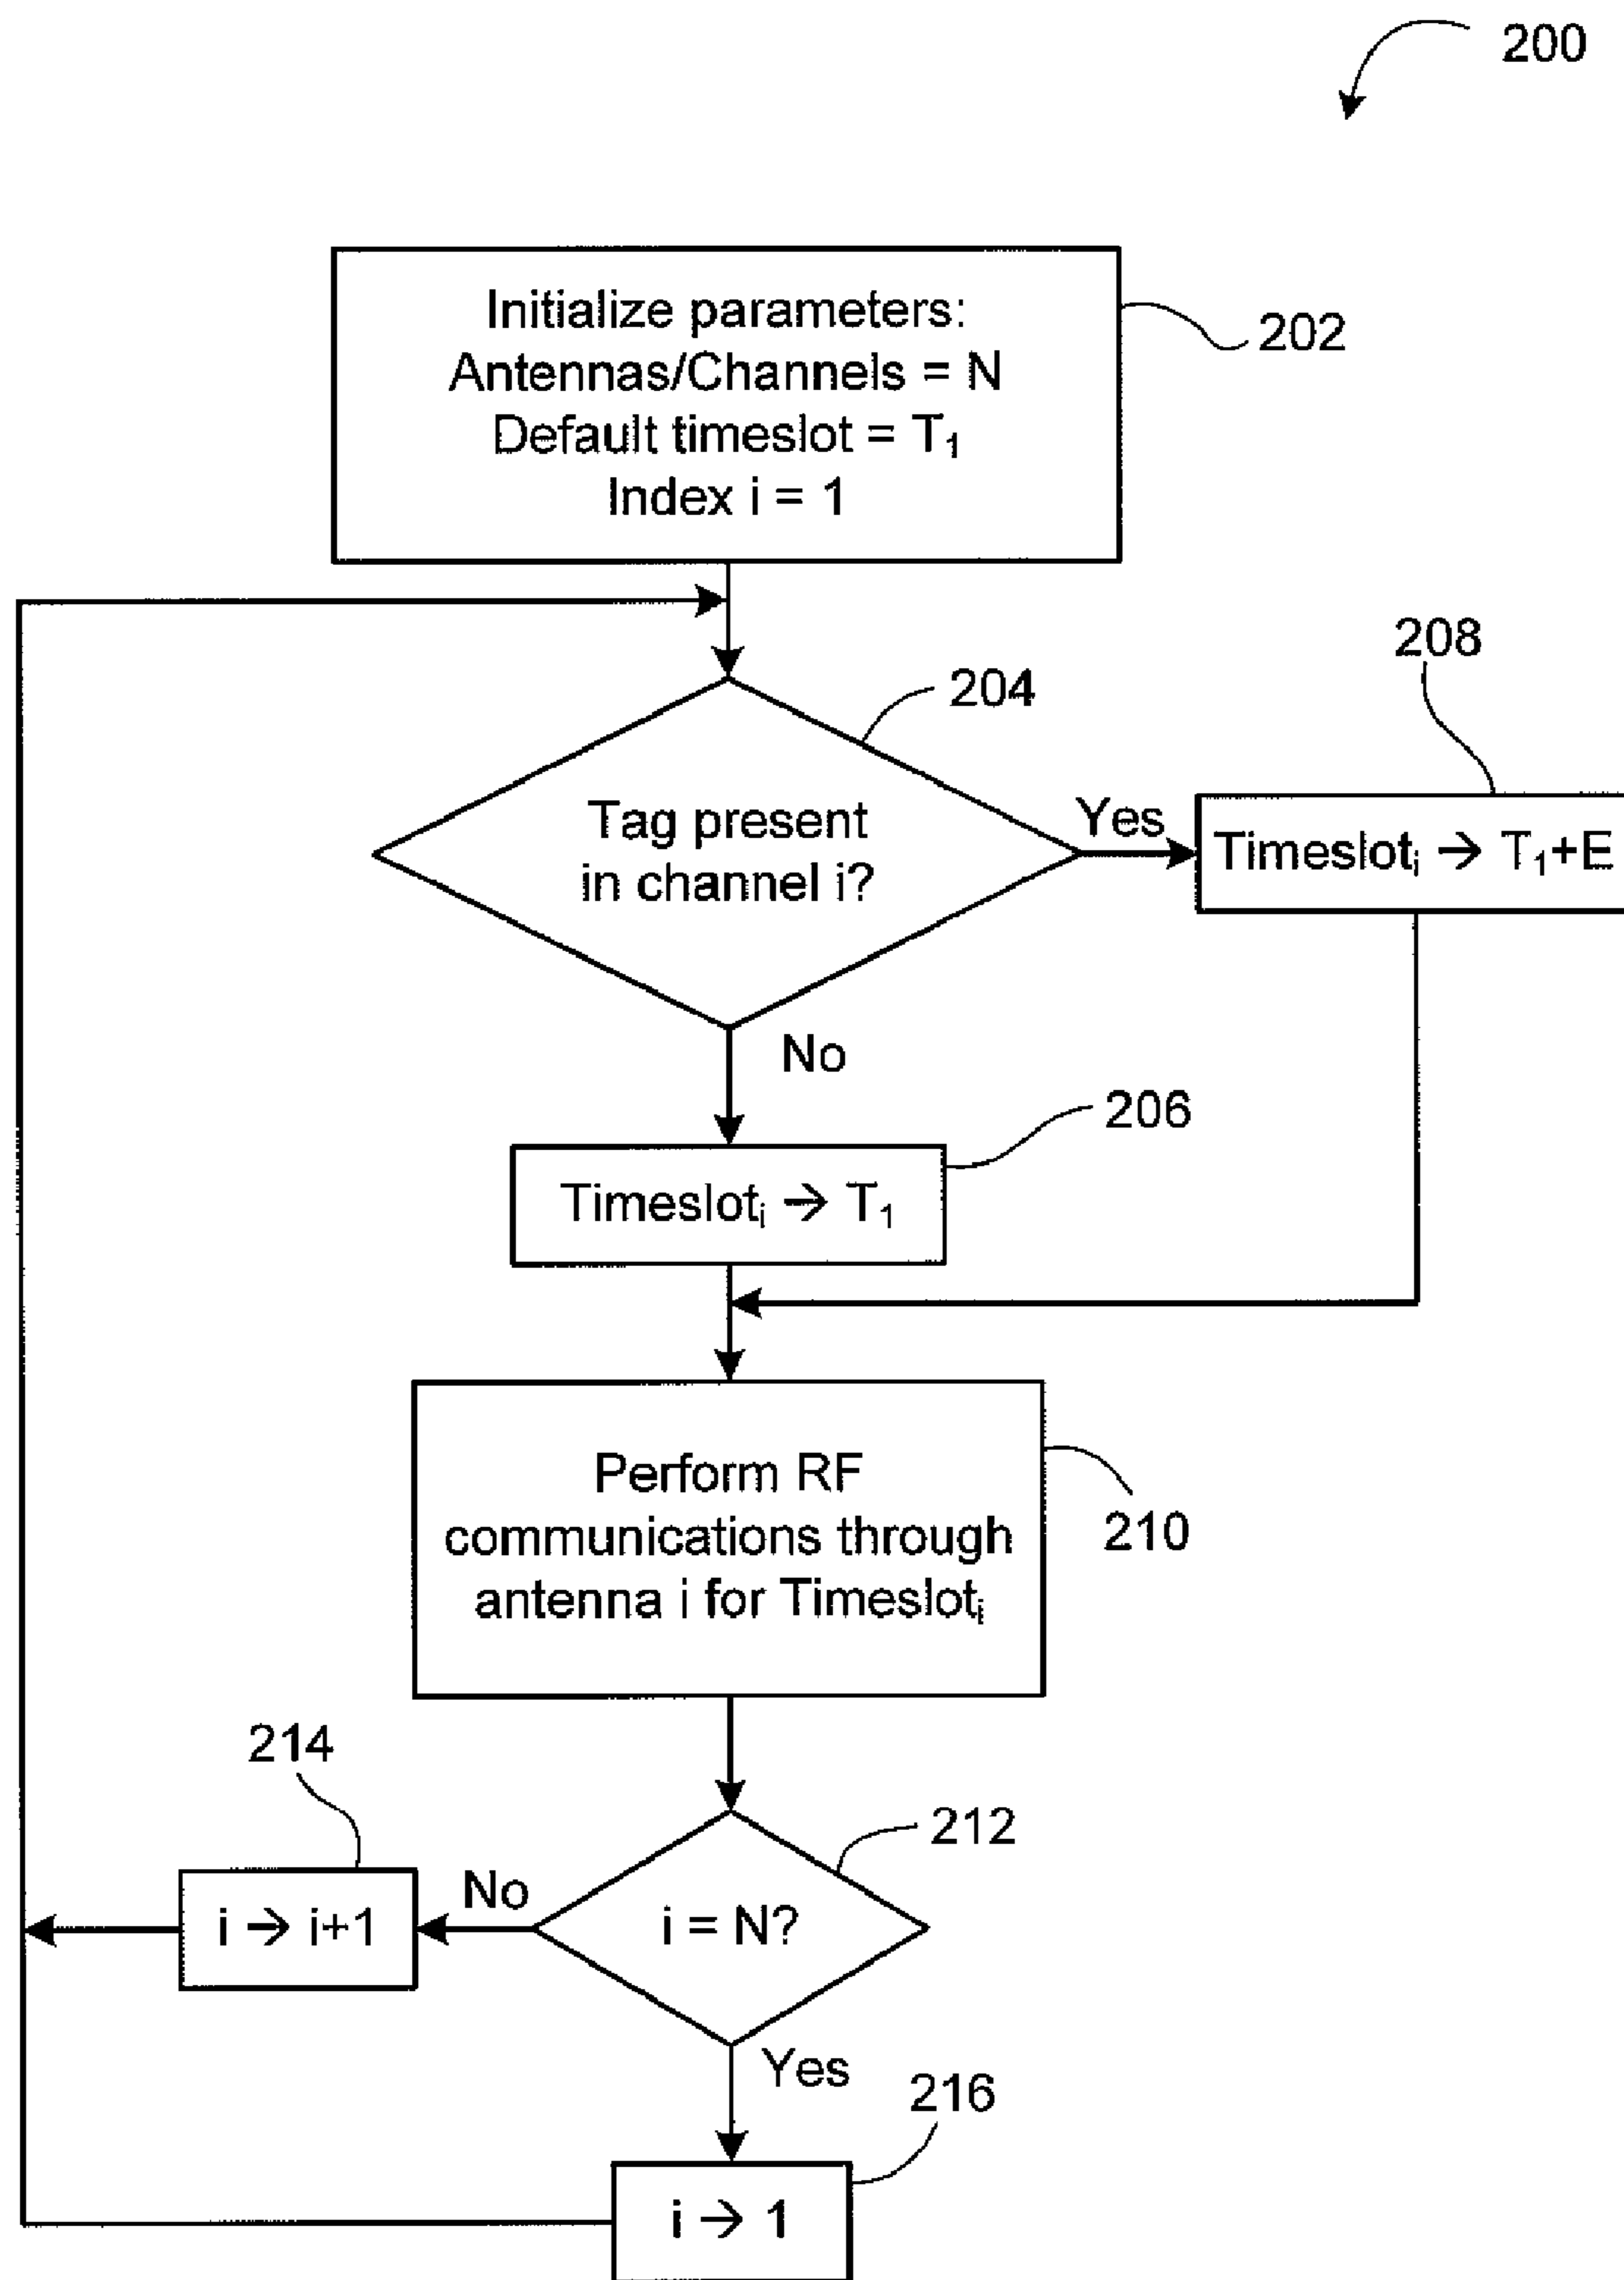 200
Initialize parameters:
Antennas/Channels = N
Default timeslot = T₁
Index i = 1
202
204
Tag present
in channel i?
Yes
208
Timeslotᵢ → T₁+E
No
206
Timeslotᵢ → T₁
Perform RF
communications through
antenna i for Timeslotᵢ
210
212
i = N?
No
214
i → i+1
Yes
216
i → 1